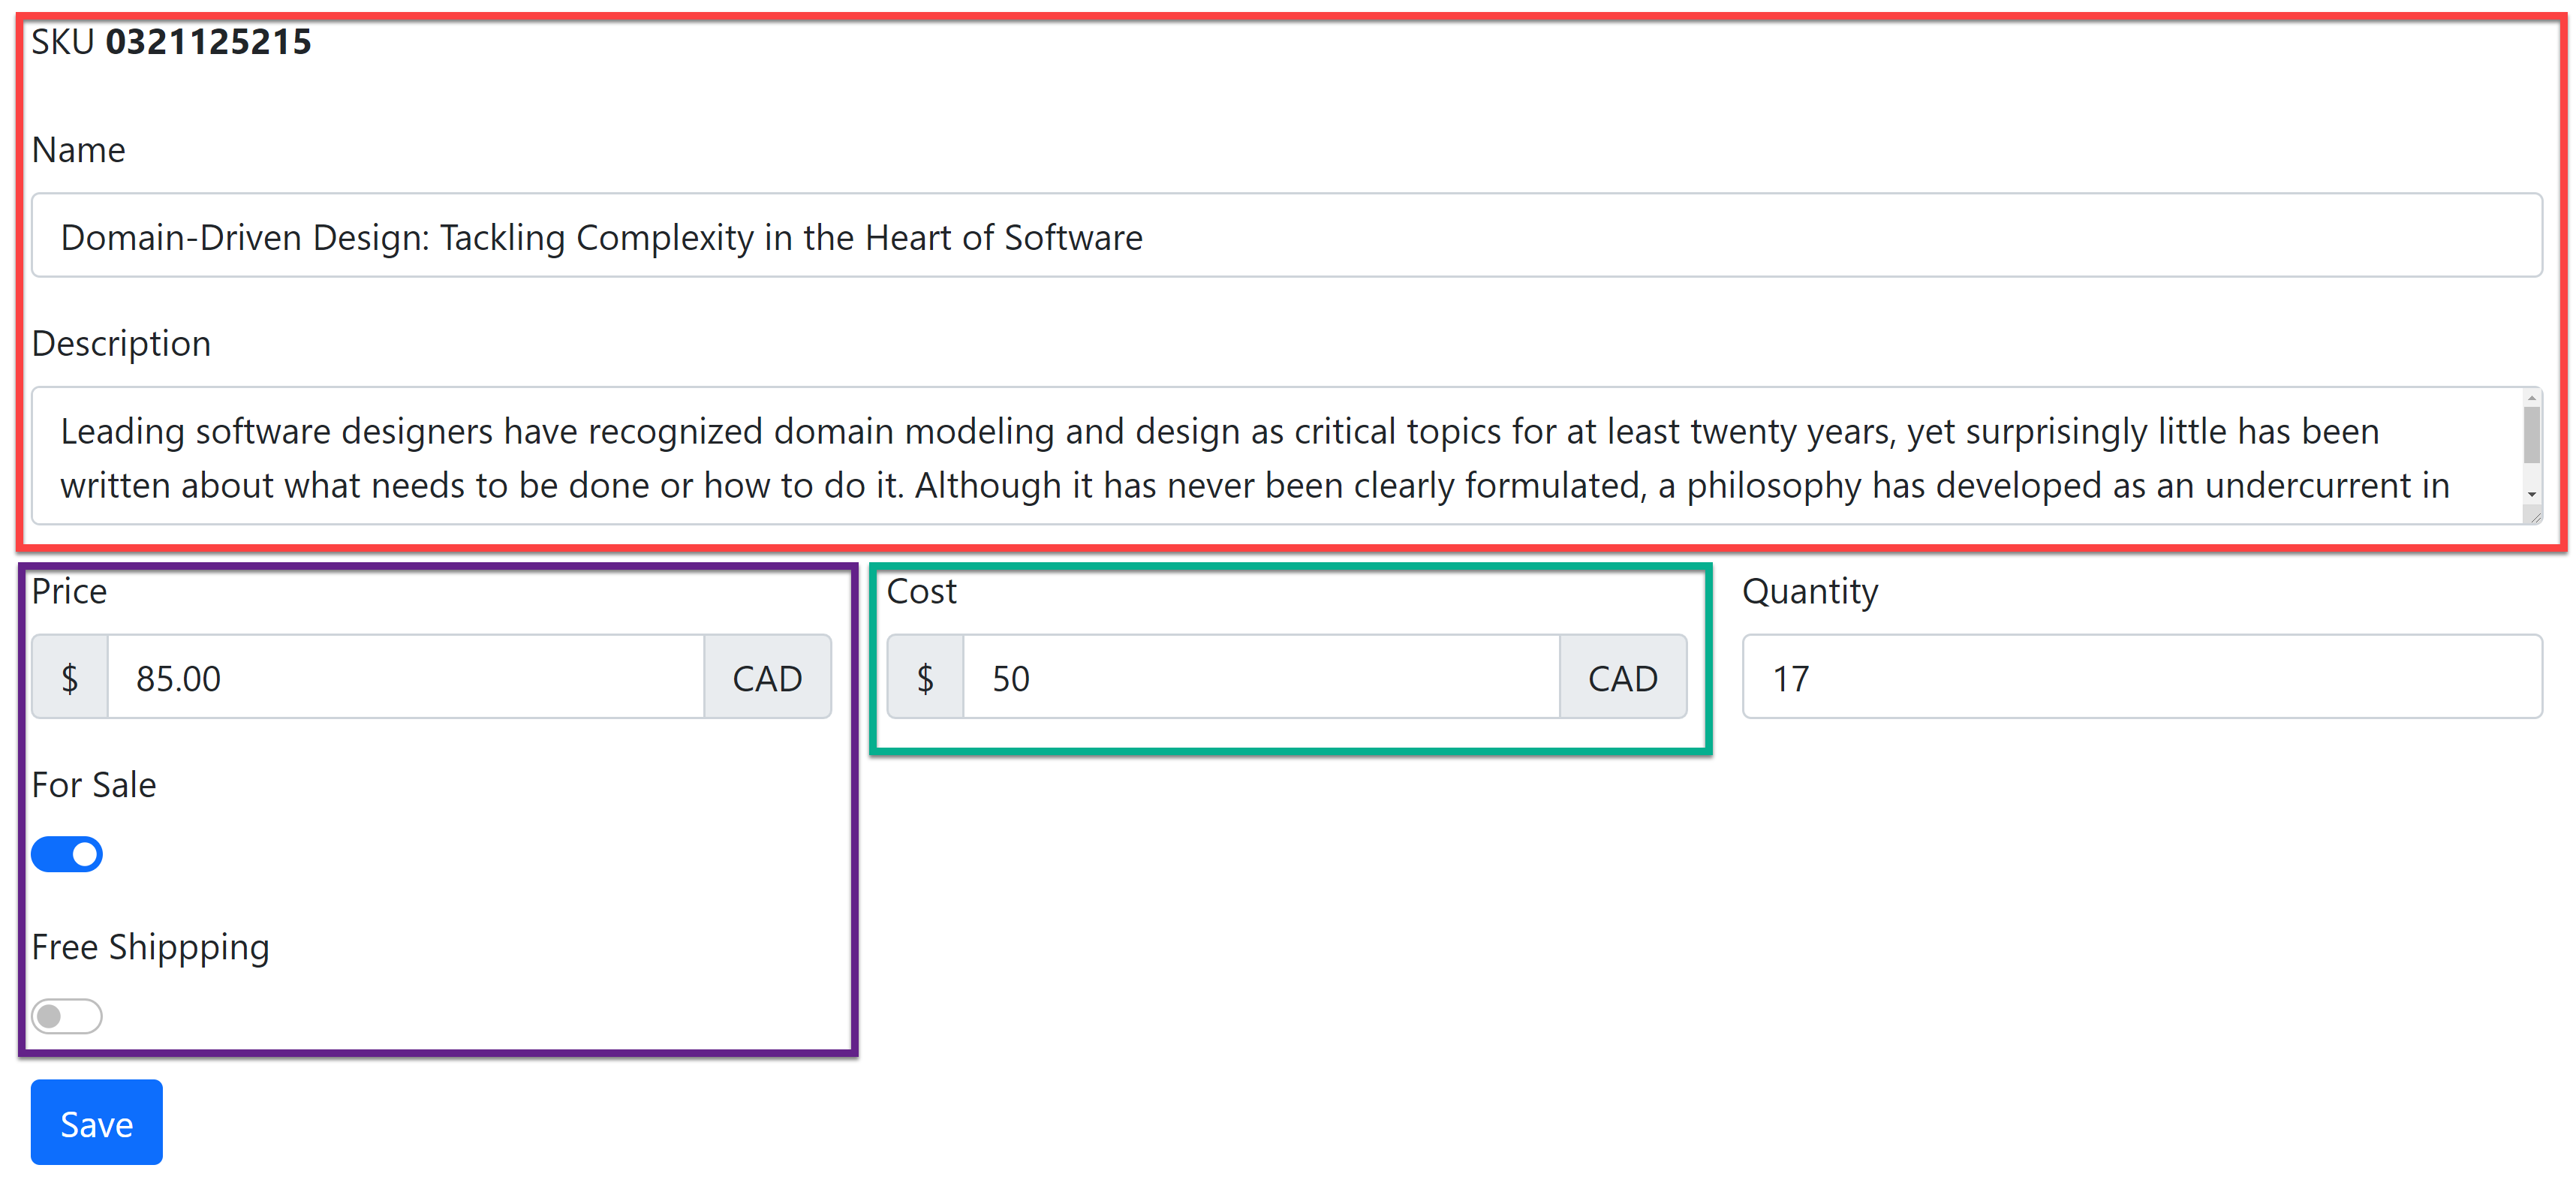 SKU 0321125215
Name
Domain-Driven Design: Tackling Complexity in the Heart of Software
Description
Leading software designers have recognized domain modeling and design as critical topics for at least twenty years, yet surprisingly little has been
written about what needs to be done or how to do it. Although it has never been clearly formulated, a philosophy has developed as an undercurrent in
Price
$ 85.00 CAD
Cost
$ 50 CAD
Quantity
17
For Sale
Free Shippping
Save